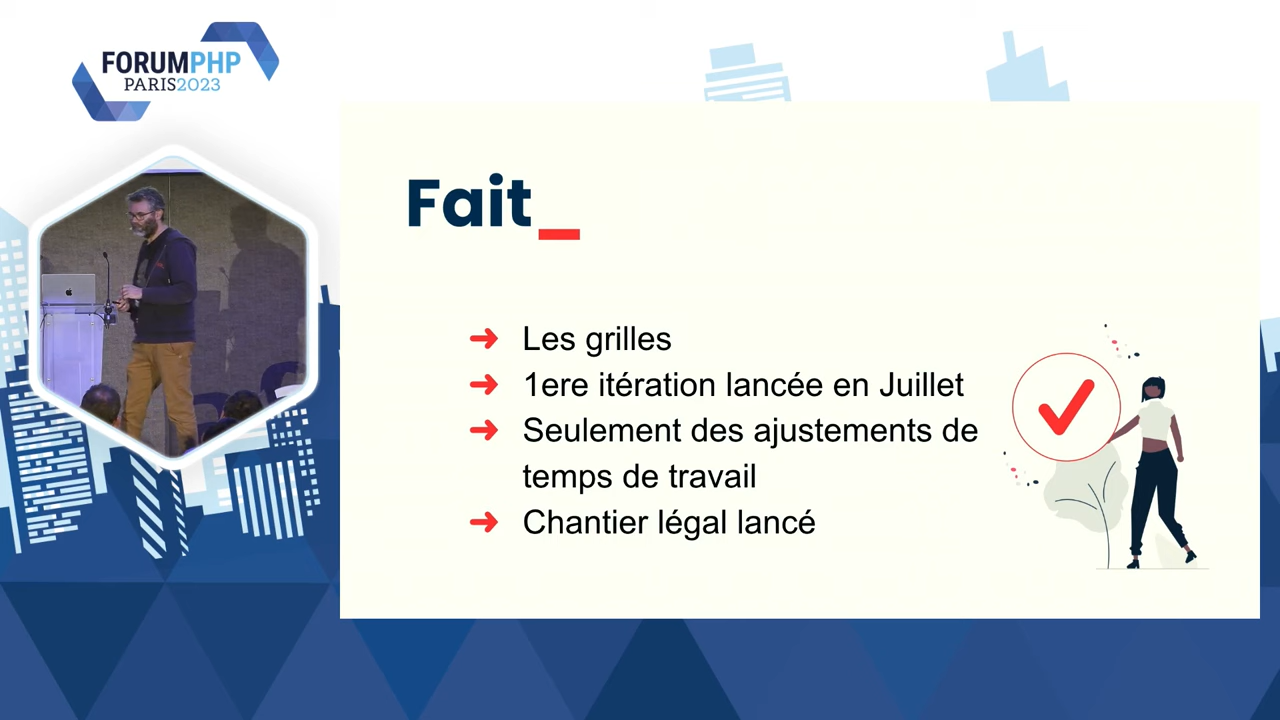 FORUMPHP
PARIS2023
Fait_
➜ Les grilles
➜ 1ere itération lancée en Juillet
➜ Seulement des ajustements de
temps de travail
➜ Chantier légal lancé